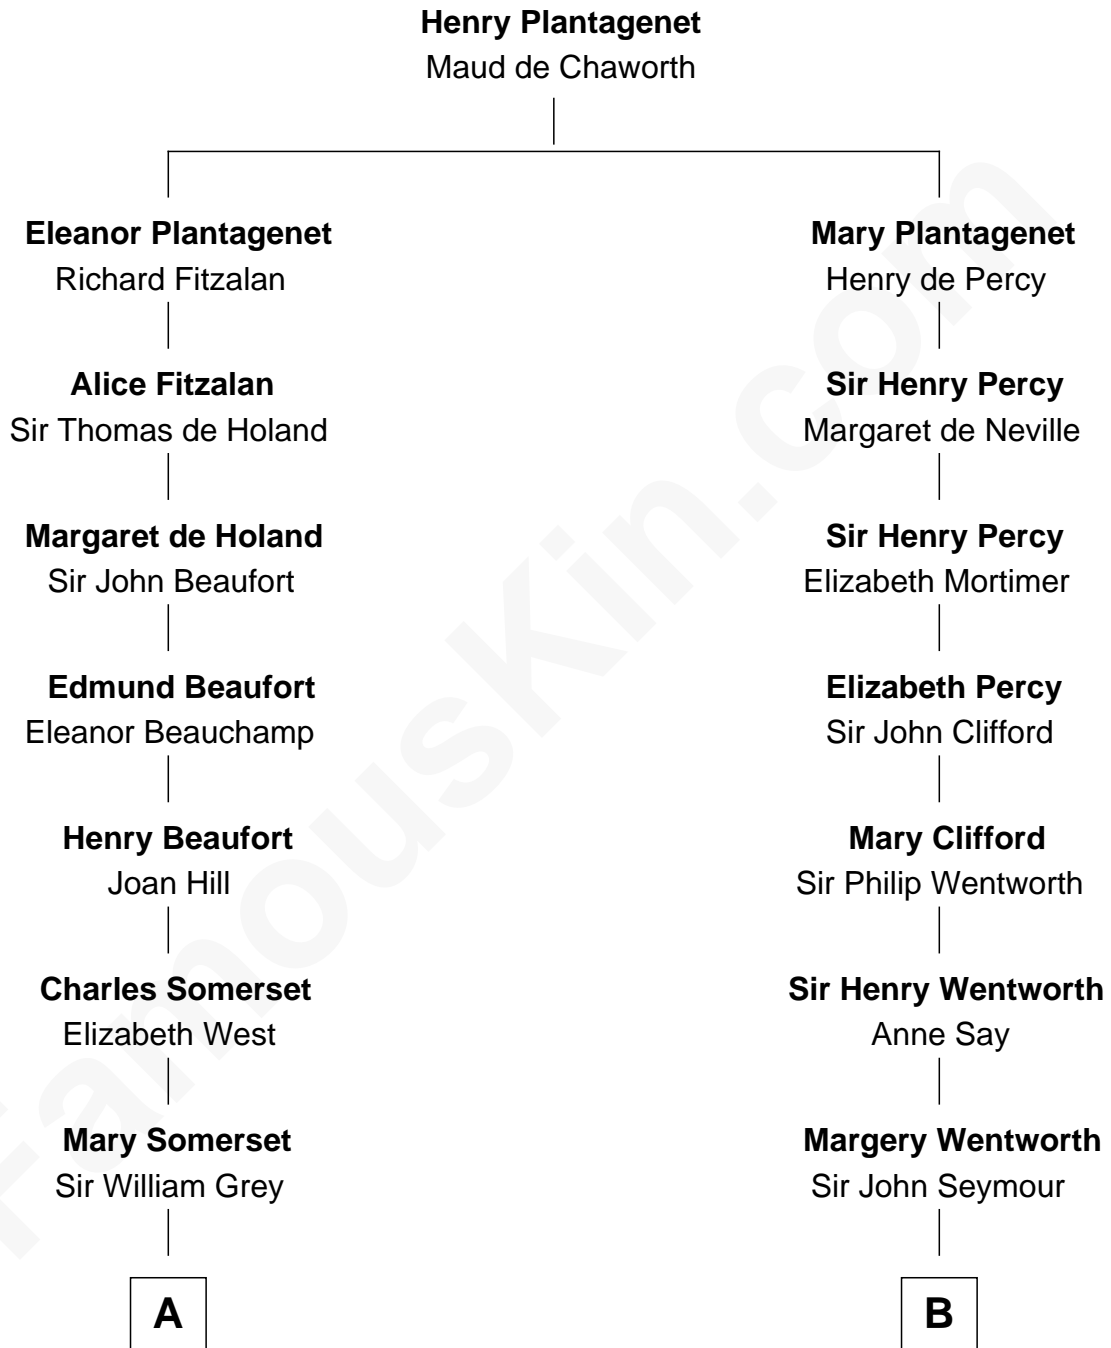 Henry Plantagenet
Maud de Chaworth
Eleanor Plantagenet
Richard Fitzalan
Mary Plantagenet
Henry de Percy
Alice Fitzalan
Sir Thomas de Holand
Sir Henry Percy
Margaret de Neville
Margaret de Holand
Sir John Beaufort
Sir Henry Percy
Elizabeth Mortimer
Edmund Beaufort
Eleanor Beauchamp
Elizabeth Percy
Sir John Clifford
Henry Beaufort
Joan Hill
Mary Clifford
Sir Philip Wentworth
Charles Somerset
Elizabeth West
Sir Henry Wentworth
Anne Say
Mary Somerset
Sir William Grey
Margery Wentworth
Sir John Seymour
A
B
FamousKin.com